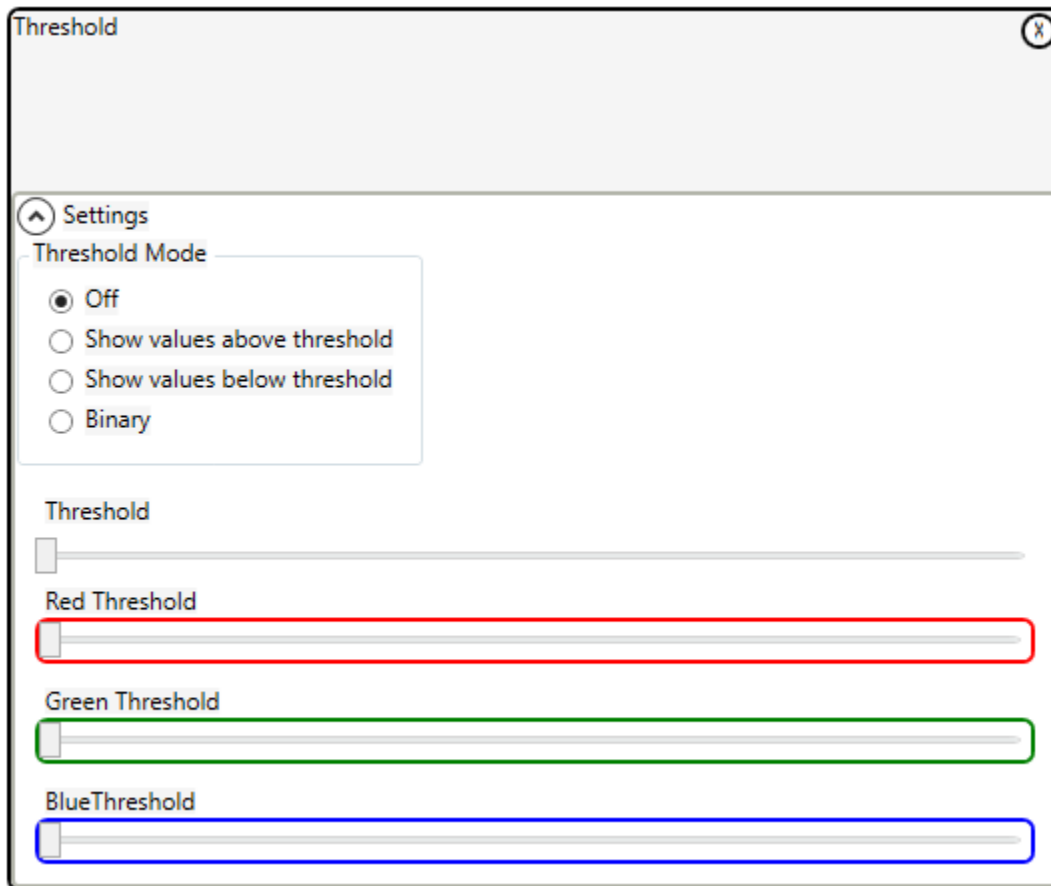 Threshold
X
Settings
Threshold Mode
Off
Show values above threshold
Show values below threshold
Binary
Threshold
Red Threshold
Green Threshold
BlueThreshold